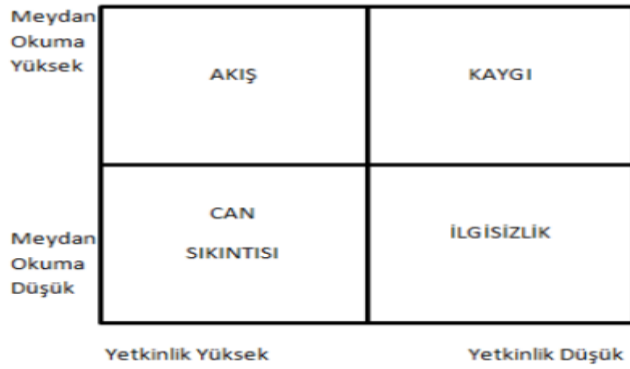 Meydan
Okuma
Yüksek
AKIŞ
KAYGI
CAN
SIKINTISI
İLGİSİZLİK
Meydan
Okuma
Düşük
Yetkinlik Yüksek
Yetkinlik Düşük